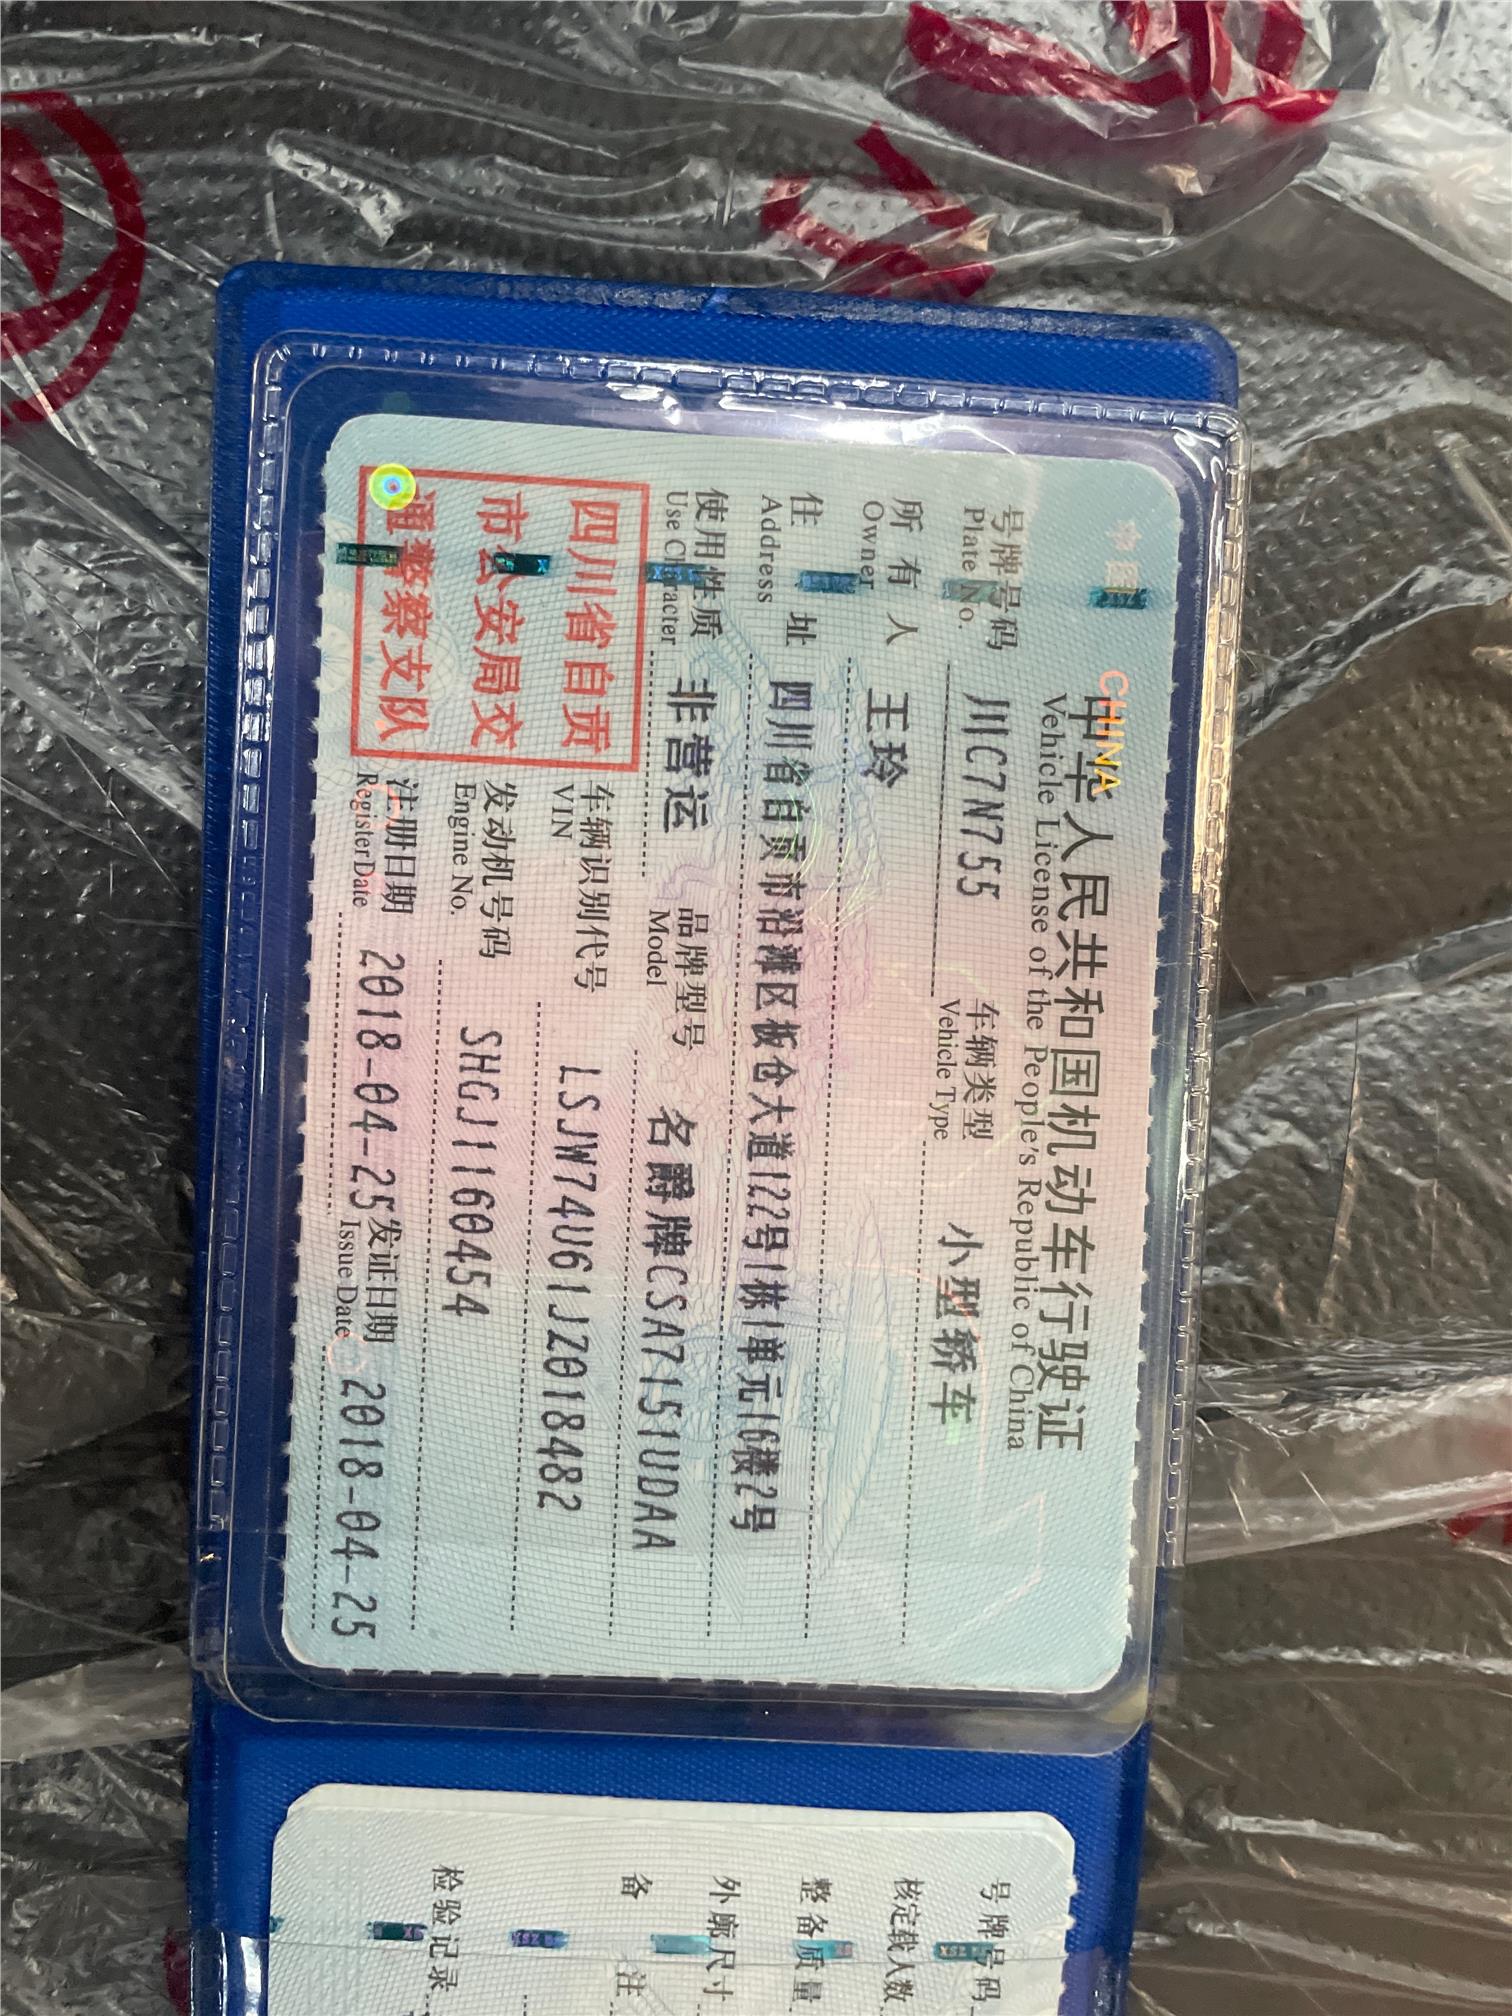 中国
CHINA
中华人民共和国机动车行驶证
Vehicle License of the People's Republic of China
号牌号码 川C7N755 车辆类型 小型轿车
Plate No. Vehicle Type
所有人 王玲
Owner
住址 四川省自贡市沿滩区板仓大道122号1栋1单元16楼2号
Address
使用性质 非营运 品牌型号 名爵牌CSA7151UDAA
Use Character Model
四川省自贡
市公安局交
通警察支队
车辆识别代号 LSJW74U61JZ018482
VIN
发动机号码 SHGJ1160454
Engine No.
注册日期 2018-04-25 发证日期 2018-04-25
Register Date Issue Date
号牌号码
核定载人数
整备质量
外廓尺寸
备注
检验记录